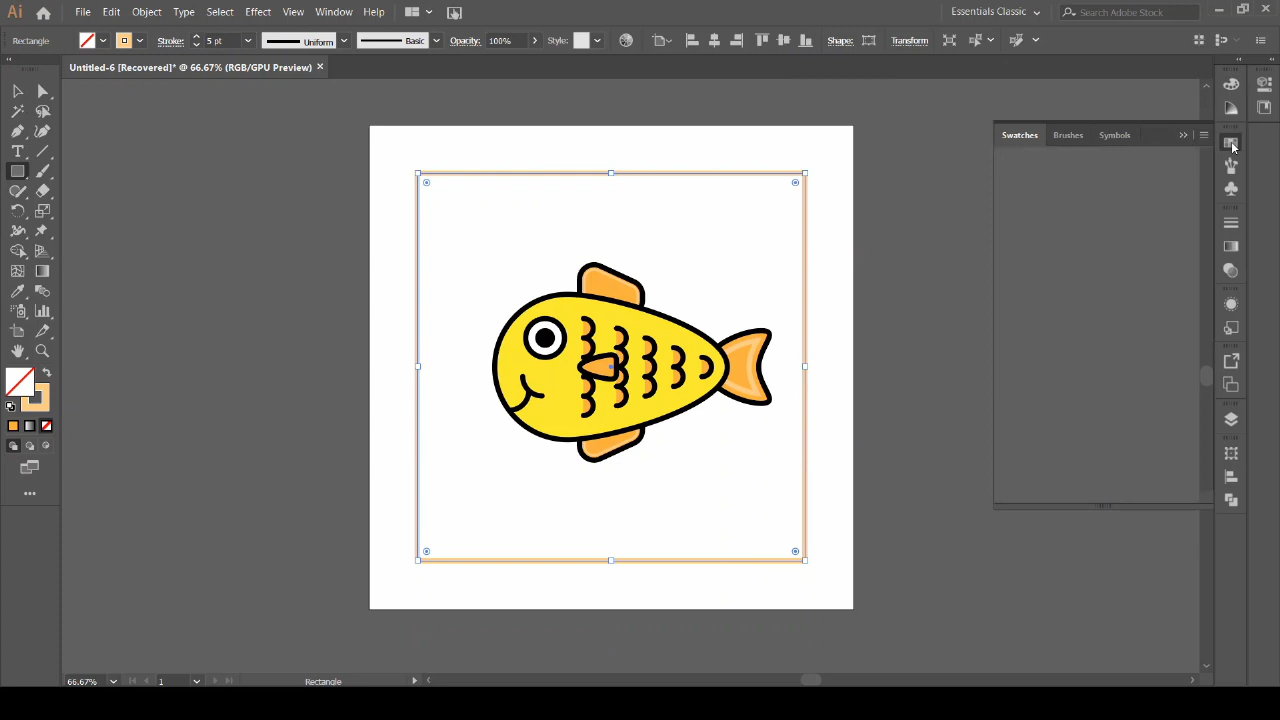 Ai File Edit Object Type Select Effect View Window Help Essentials Classic Search Adobe Stock
Rectangle Stroke: 5 pt Uniform Basic Opacity: 100% Style: Shape: Transform
Untitled-6 [Recovered]* @ 66.67% (RGB/GPU Preview) ×
Swatches Brushes Symbols
66.67% 1 Rectangle